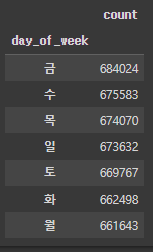 count
day_of_week
금 684024
수 675583
목 674070
일 673632
토 669767
화 662498
월 661643